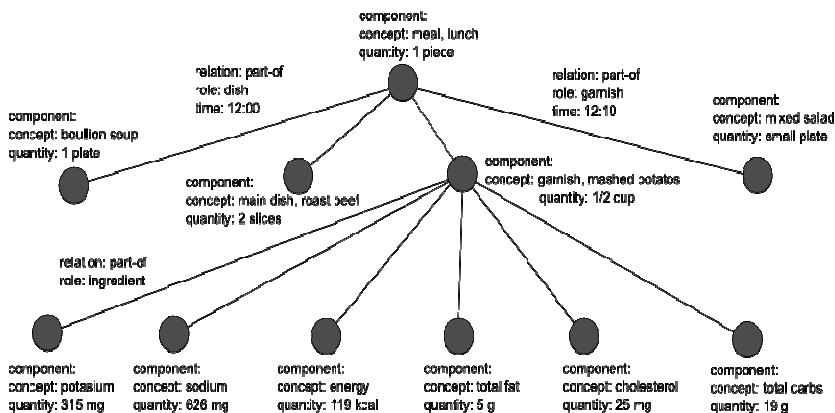 component:
concept: meal, lunch
quantity: 1 piece
relation: part-of
role: dish
time: 12:00
relation: part-of
role: garnish
time: 12:10
component:
concept: boullion soup
quantity: 1 plate
component:
concept: mixed salad
quantity: small plate
component:
concept: main dish, roast beef
quantity: 2 slices
component:
concept: garnish, mashed potatos
quantity: 1/2 cup
relation: part-of
role: ingredient
component:
concept: potasium
quantity: 315 mg
component:
concept: sodium
quantity: 626 mg
component:
concept: energy
quantity: 119 kcal
component:
concept: total fat
quantity: 5 g
component:
concept: cholesterol
quantity: 25 mg
component:
concept: total carbs
quantity: 19 g